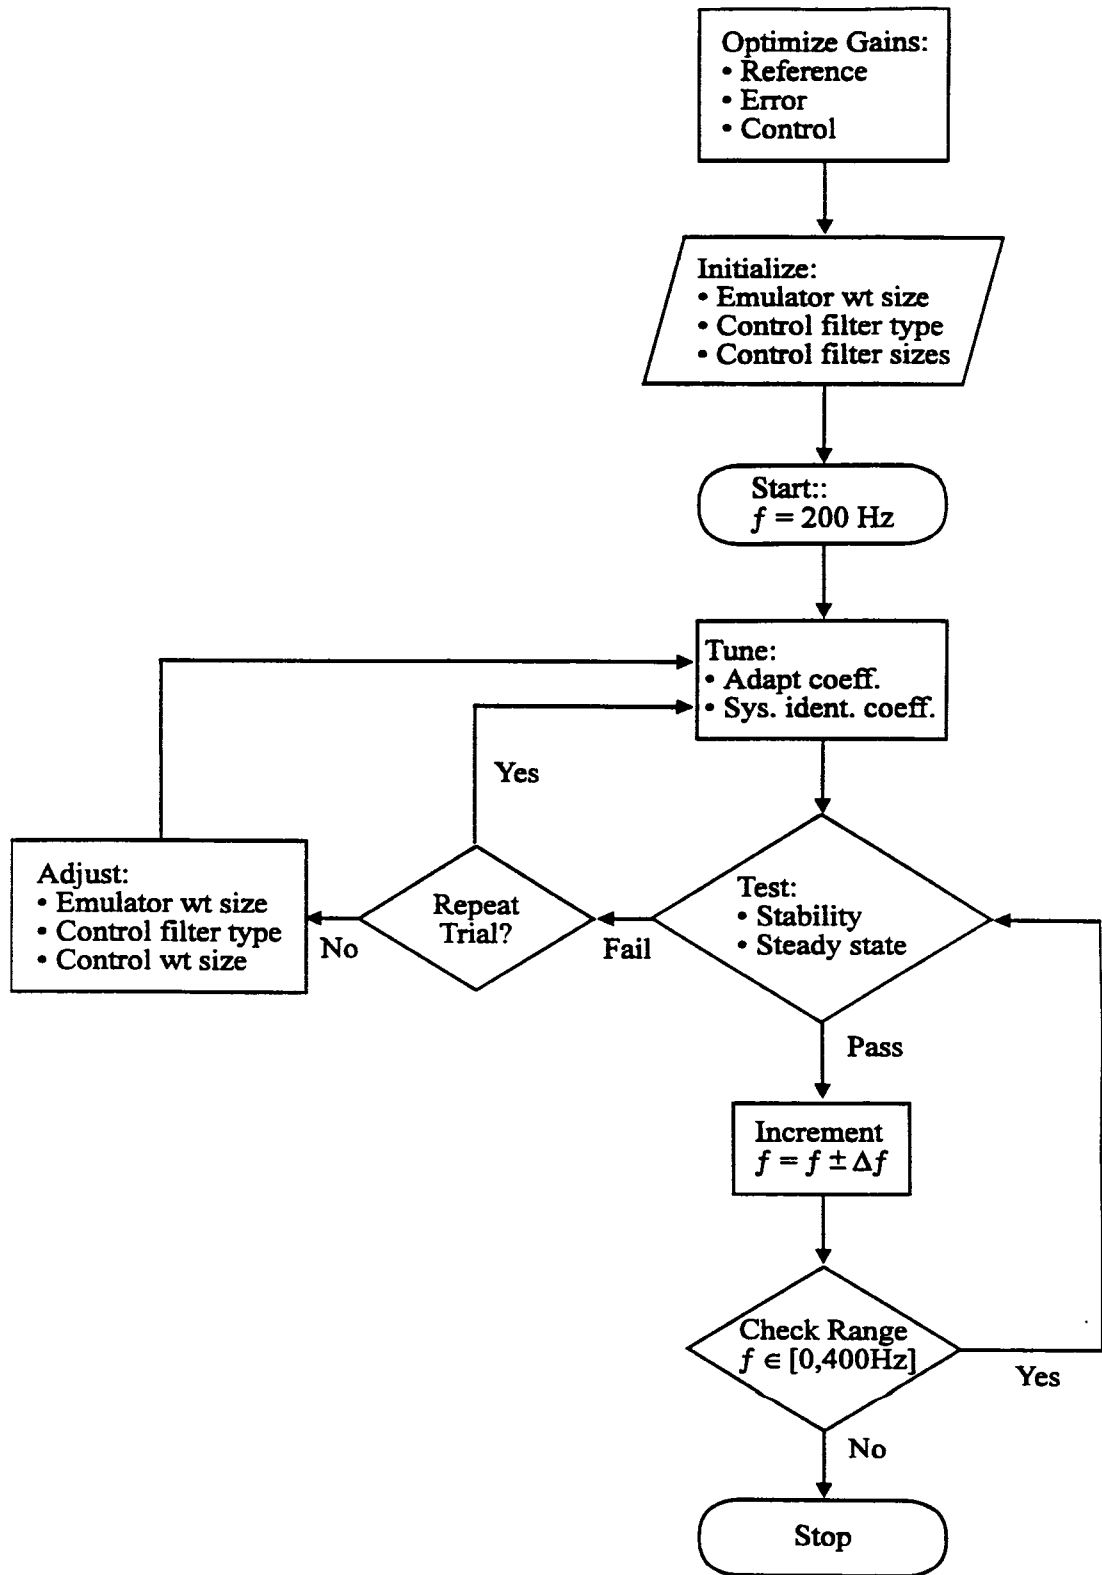 Optimize Gains:
• Reference
• Error
• Control
Initialize:
• Emulator wt size
• Control filter type
• Control filter sizes
Start::
f = 200 Hz
Tune:
• Adapt coeff.
• Sys. ident. coeff.
Yes
Adjust:
• Emulator wt size
• Control filter type
• Control wt size
No
Repeat
Trial?
Fail
Test:
• Stability
• Steady state
Pass
Increment
f = f ± Δf
Check Range
f ∈ [0,400Hz]
Yes
No
Stop